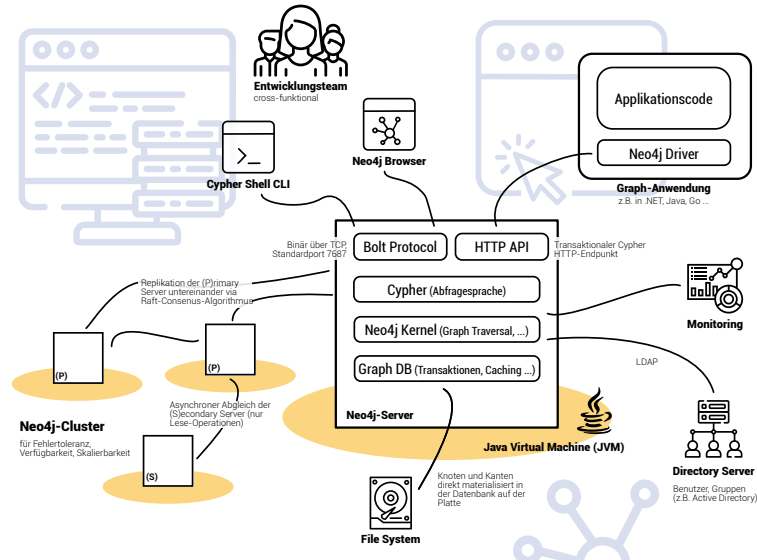 Entwicklungsteam
cross-funktional
Cypher Shell CLI
Neo4j Browser
Applikationscode
Neo4j Driver
Graph-Anwendung
z.B. in .NET, Java, Go ...
Binär über TCP,
Standardport 7687
Bolt Protocol
HTTP API
Transaktionaler Cypher
HTTP-Endpunkt
Cypher (Abfragesprache)
Neo4j Kernel (Graph Traversal, ...)
Graph DB (Transaktionen, Caching ...)
Neo4j-Server
Java Virtual Machine (JVM)
Replikation der (P)rimary
Server untereinander via
Raft-Consenus-Algorithmus
(P)
(P)
Asynchroner Abgleich der
(S)econdary Server (nur
Lese-Operationen)
(S)
Neo4j-Cluster
für Fehlertoleranz,
Verfügbarkeit, Skalierbarkeit
Monitoring
LDAP
Directory Server
Benutzer, Gruppen
(z.B. Active Directory)
Knoten und Kanten
direkt materialisiert in
der Datenbank auf der
Platte
File System